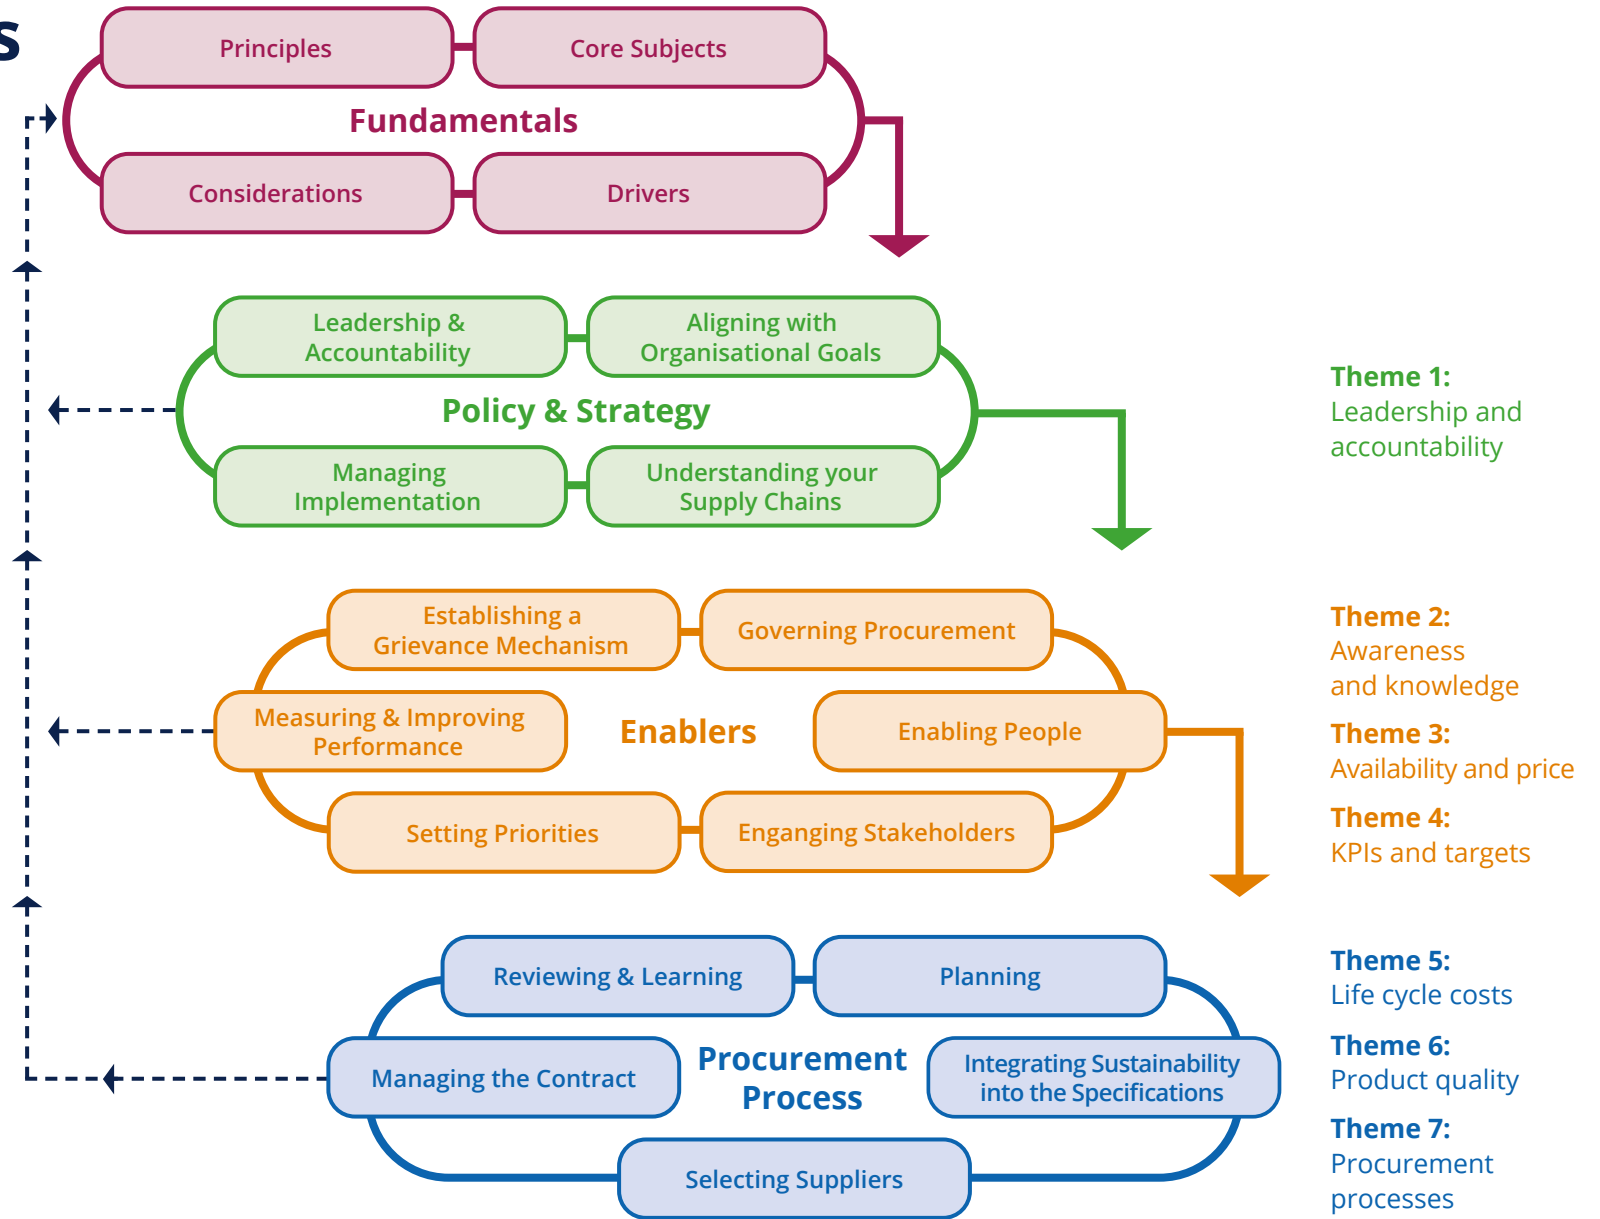 s
Principles
Core Subjects
Fundamentals
Considerations
Drivers
Leadership &
Accountability
Aligning with
Organisational Goals
Policy & Strategy
Managing
Implementation
Understanding your
Supply Chains
Theme 1:
Leadership and
accountability
Establishing a
Grievance Mechanism
Governing Procurement
Measuring & Improving
Performance
Enablers
Enabling People
Setting Priorities
Enganging Stakeholders
Theme 2:
Awareness
and knowledge
Theme 3:
Availability and price
Theme 4:
KPIs and targets
Reviewing & Learning
Planning
Managing the Contract
Procurement
Process
Integrating Sustainability
into the Specifications
Selecting Suppliers
Theme 5:
Life cycle costs
Theme 6:
Product quality
Theme 7:
Procurement
processes